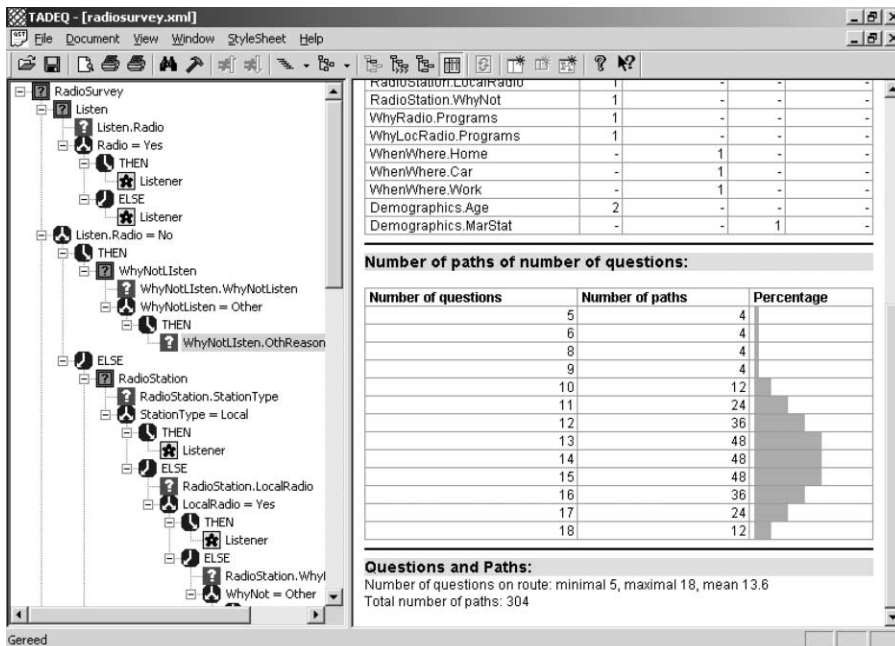 TADEQ - [radiosurvey.xml]
File Document View Window StyleSheet Help
RadioSurvey
Listen
Listen.Radio
Radio = Yes
THEN
Listener
ELSE
Listener
Listen.Radio = No
THEN
WhyNotLIsten
WhyNotLIsten.WhyNotListen
WhyNotListen = Other
THEN
WhyNotLIsten.OthReason
ELSE
RadioStation
RadioStation.StationType
StationType = Local
THEN
Listener
ELSE
RadioStation.LocalRadio
LocalRadio = Yes
THEN
Listener
ELSE
RadioStation.Whyl
WhyNot = Other
RadioStation.LocalRadio 1 - - -
RadioStation.WhyNot 1 - - -
WhyRadio.Programs 1 - - -
WhyLocRadio.Programs 1 - - -
WhenWhere.Home - 1 - -
WhenWhere.Car - 1 - -
WhenWhere.Work - 1 - -
Demographics.Age 2 - - -
Demographics.MarStat - - 1 -
Number of paths of number of questions:
Number of questions Number of paths Percentage
5 4
6 4
8 4
9 4
10 12
11 24
12 36
13 48
14 48
15 48
16 36
17 24
18 12
Questions and Paths:
Number of questions on route: minimal 5, maximal 18, mean 13.6
Total number of paths: 304
Gereed